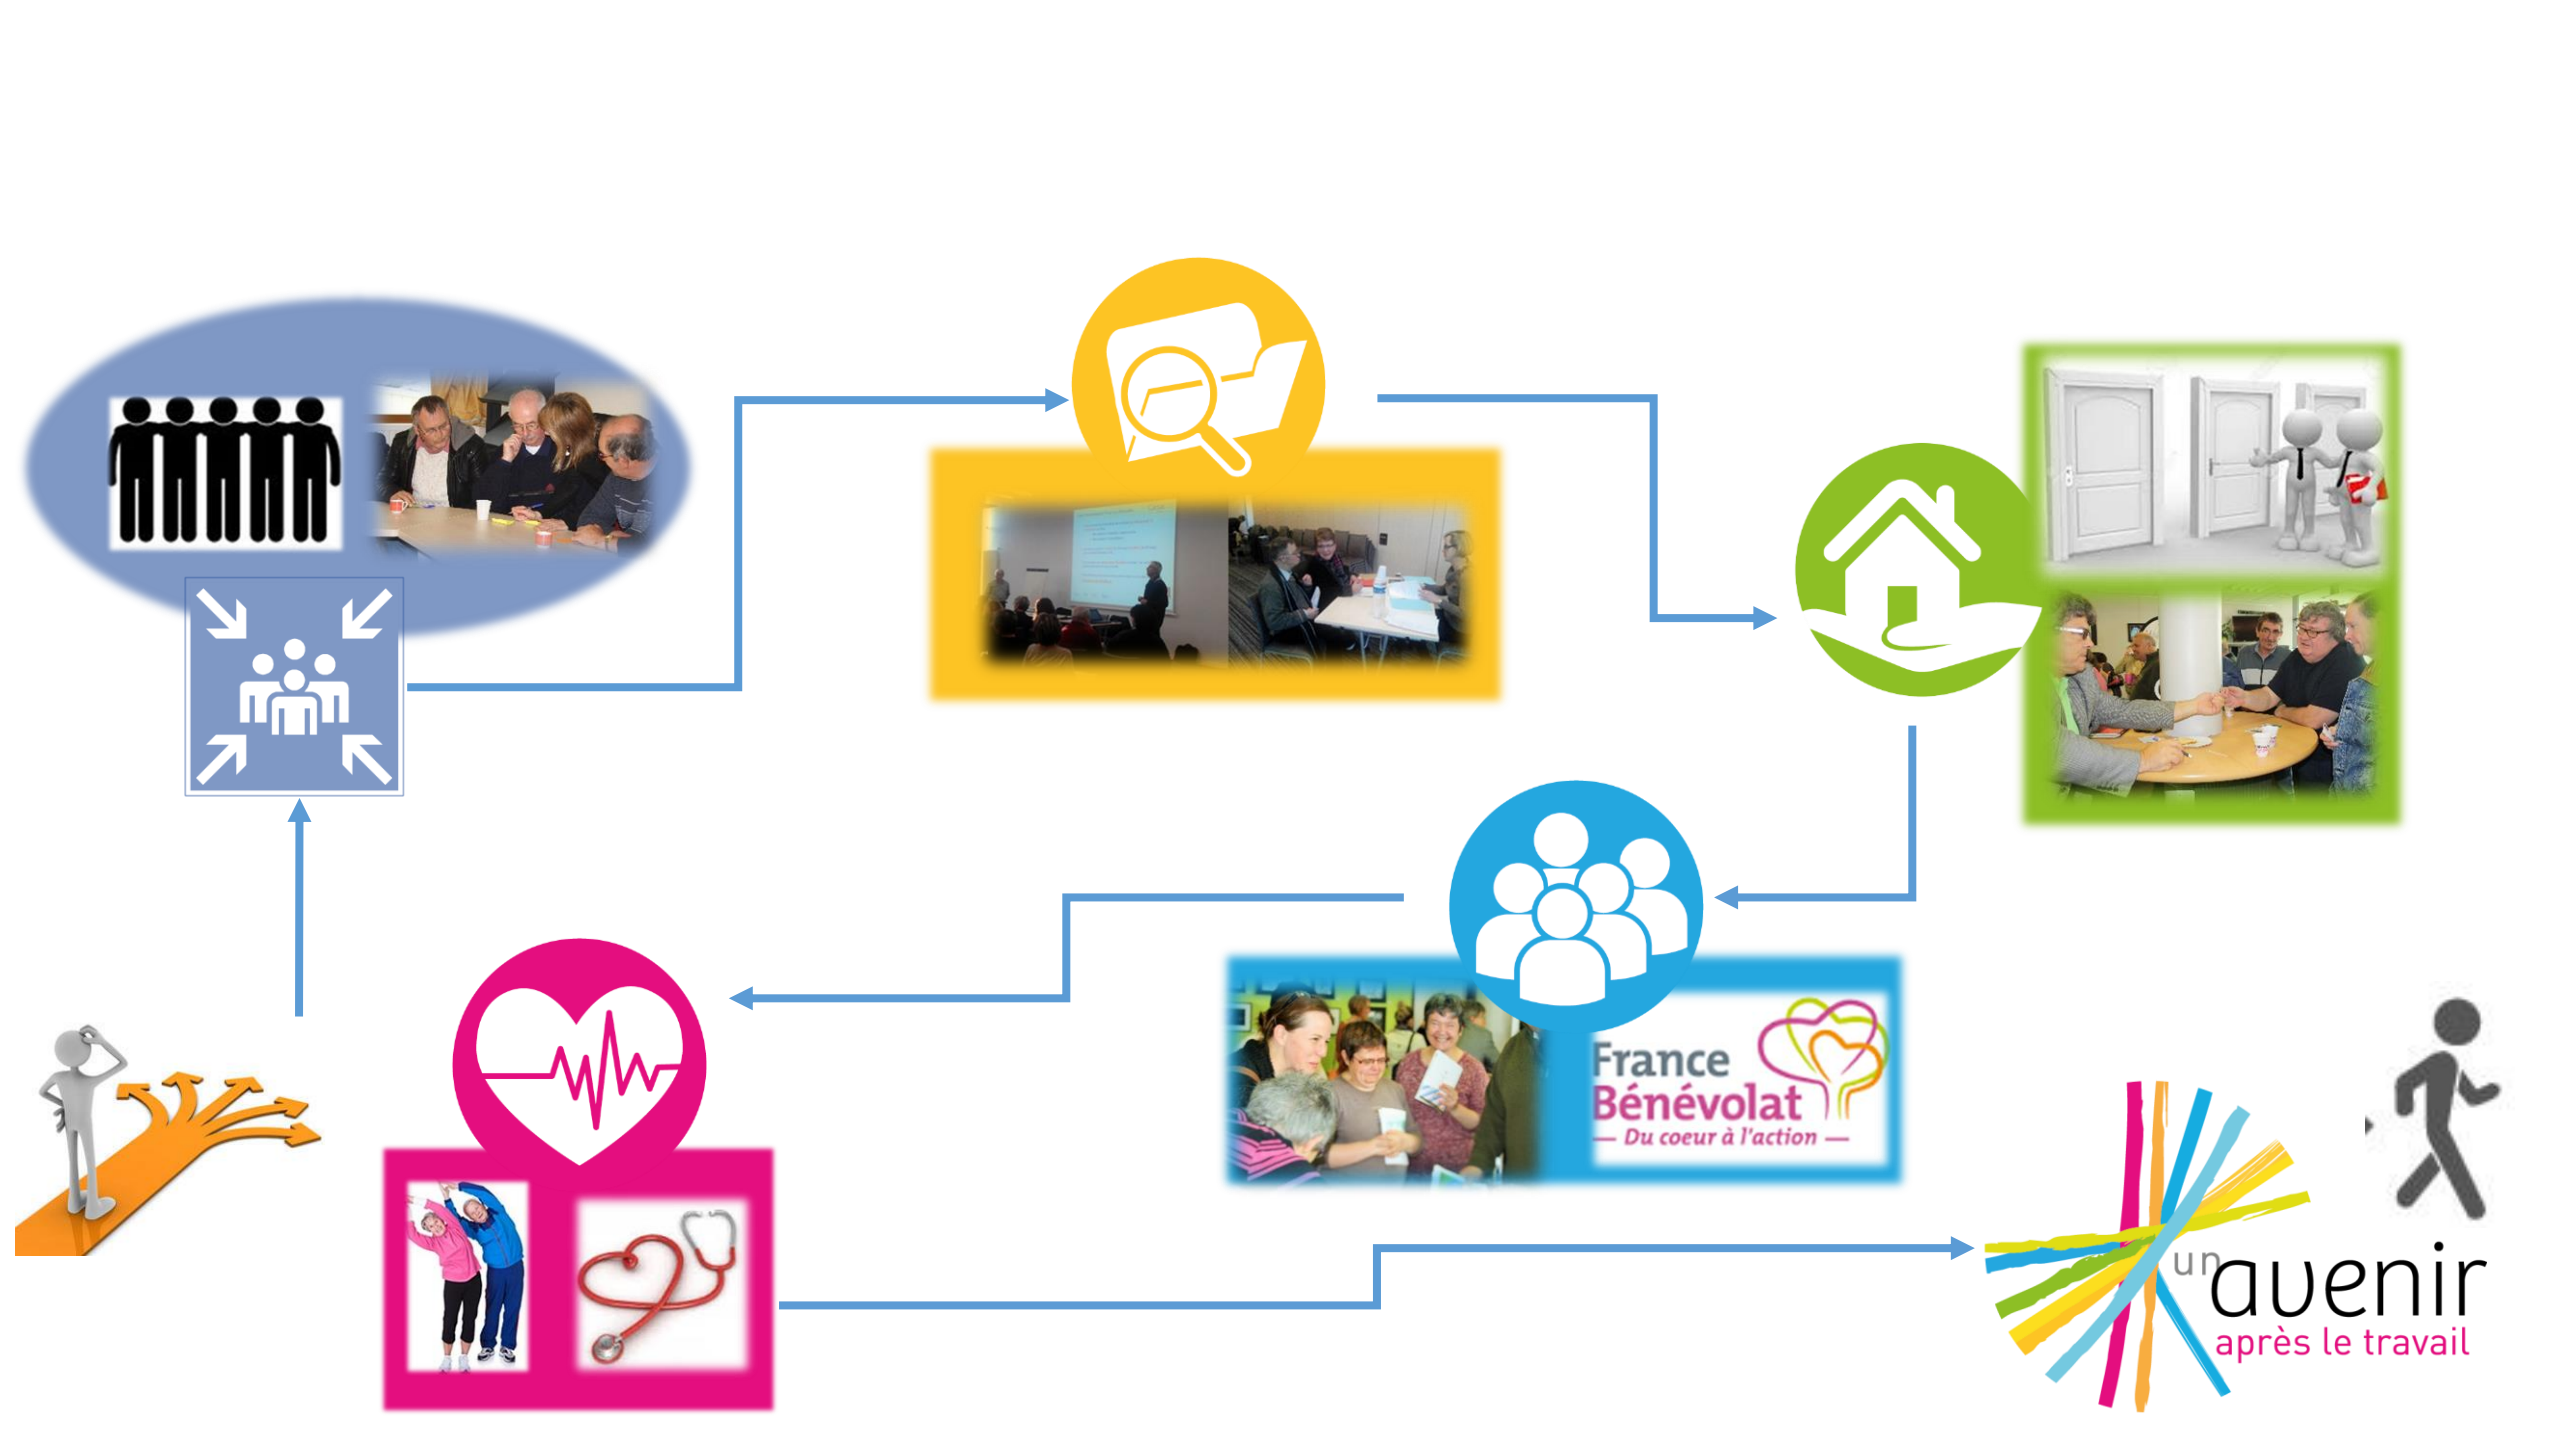 France
Bénévolat
— Du coeur à l'action —
un
avenir
après le travail